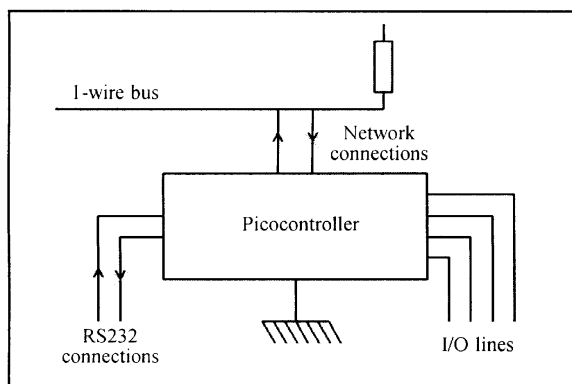 1-wire bus
Network
connections
Picocontroller
RS232
connections
I/O lines